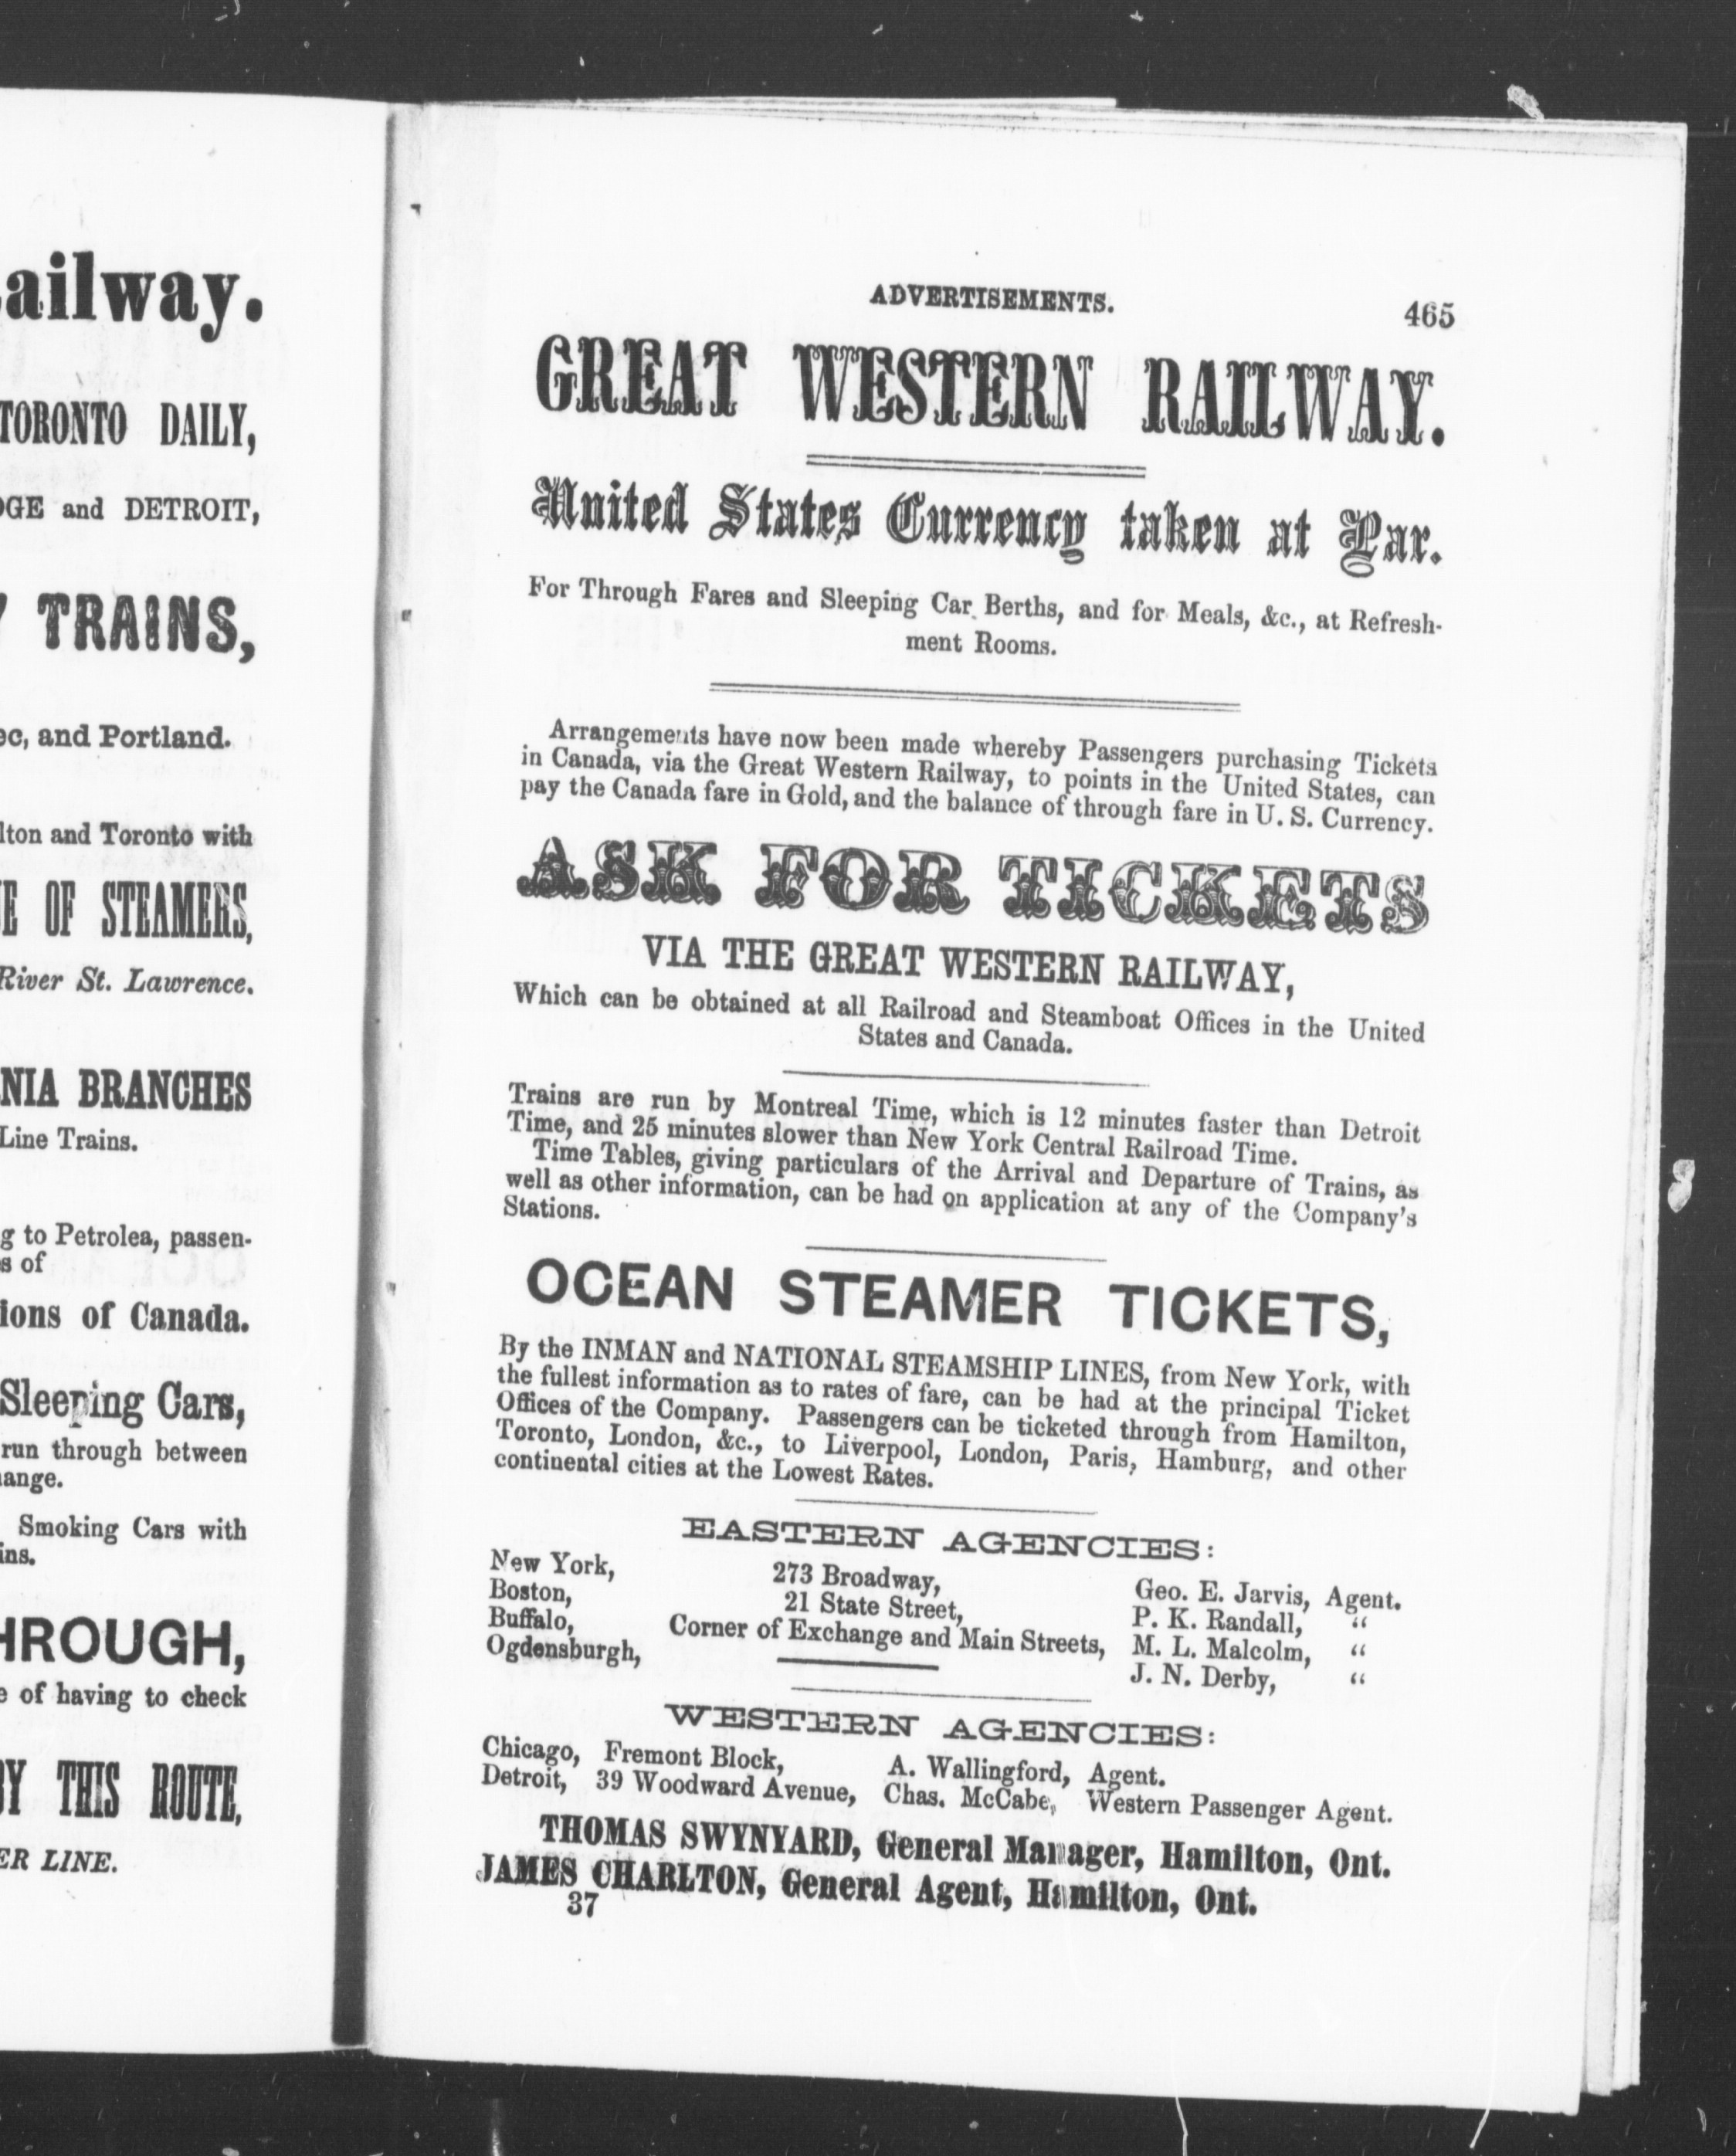 ailway.
TORONTO DAILY,
GE and DETROIT,
TRAINS,
and Portland.
and Toronto with
OF STEAMERS,
River St. Lawrence.
BRANCHES
Line Trains.
to Petrolea, passen-
of
of Canada.
Sleeping Cars,
run through between
Smoking Cars with
HROUGH,
of having to check
BY THIS ROUTE,
LINE.
ADVERTISEMENTS. 465
GREAT WESTERN RAILWAY.
United States Currency taken at Par.
For Through Fares and Sleeping Car Berths, and for Meals, &c., at Refresh-
ment Rooms.
Arrangements have now been made whereby Passengers purchasing Tickets
in Canada, via the Great Western Railway, to points in the United States, can
pay the Canada fare in Gold, and the balance of through fare in U. S. Currency.
ASK FOR TICKETS
VIA THE GREAT WESTERN RAILWAY,
Which can be obtained at all Railroad and Steamboat Offices in the United
States and Canada.
Trains are run by Montreal Time, which is 12 minutes faster than Detroit
Time, and 25 minutes slower than New York Central Railroad Time.
Time Tables, giving particulars of the Arrival and Departure of Trains, as
well as other information, can be had on application at any of the Company's
Stations.
OCEAN STEAMER TICKETS,
By the INMAN and NATIONAL STEAMSHIP LINES, from New York, with
the fullest information as to rates of fare, can be had at the principal Ticket
Offices of the Company. Passengers can be ticketed through from Hamilton,
Toronto, London, &c., to Liverpool, London, Paris, Hamburg, and other
continental cities at the Lowest Rates.
EASTERN AGENCIES:
New York, 273 Broadway, Geo. E. Jarvis, Agent.
Boston, 21 State Street, P. K. Randall, "
Buffalo, Corner of Exchange and Main Streets, M. L. Malcolm, "
Ogdensburgh, J. N. Derby, "
WESTERN AGENCIES:
Chicago, Fremont Block, A. Wallingford, Agent.
Detroit, 39 Woodward Avenue, Chas. McCabe, Western Passenger Agent.
THOMAS SWYNYARD, General Manager, Hamilton, Ont.
JAMES CHARLTON, General Agent, Hamilton, Ont.
37